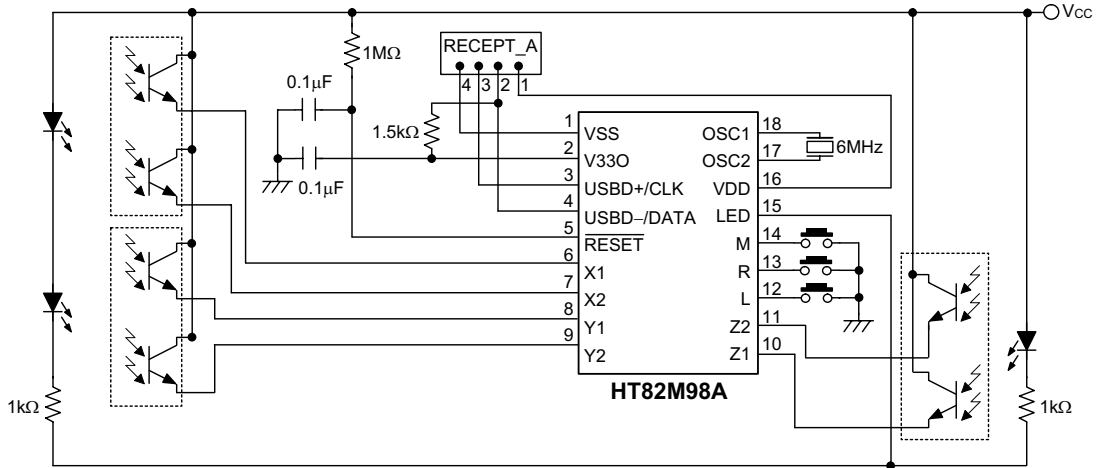 VCC
RECEPT_A
4 3 2 1
1MΩ
0.1μF
1.5kΩ
0.1μF
1 VSS
2 V33O
3 USBD+/CLK
4 USBD−/DATA
5 RESET
6 X1
7 X2
8 Y1
9 Y2
OSC1 18
OSC2 17
6MHz
VDD 16
LED 15
M 14
R 13
L 12
Z2 11
Z1 10
HT82M98A
1kΩ
1kΩ